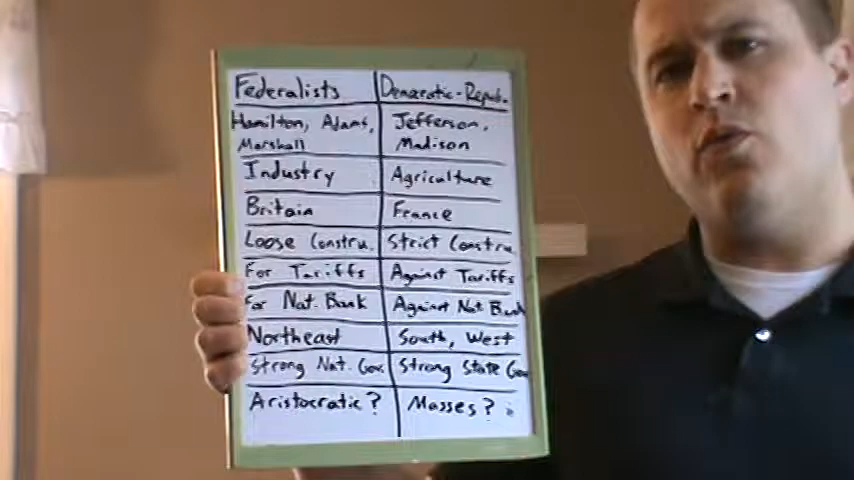 Federalists Democratic-Repub.
Hamilton, Adams, Jefferson,
Marshall Madison
Industry Agriculture
Britain France
Loose Constru. Strict Constru.
For Tariffs Against Tariffs
For Nat. Bank Against Nat Bank
Northeast South, West
Strong Nat. Gov. Strong State Gov
Aristocratic? Masses?